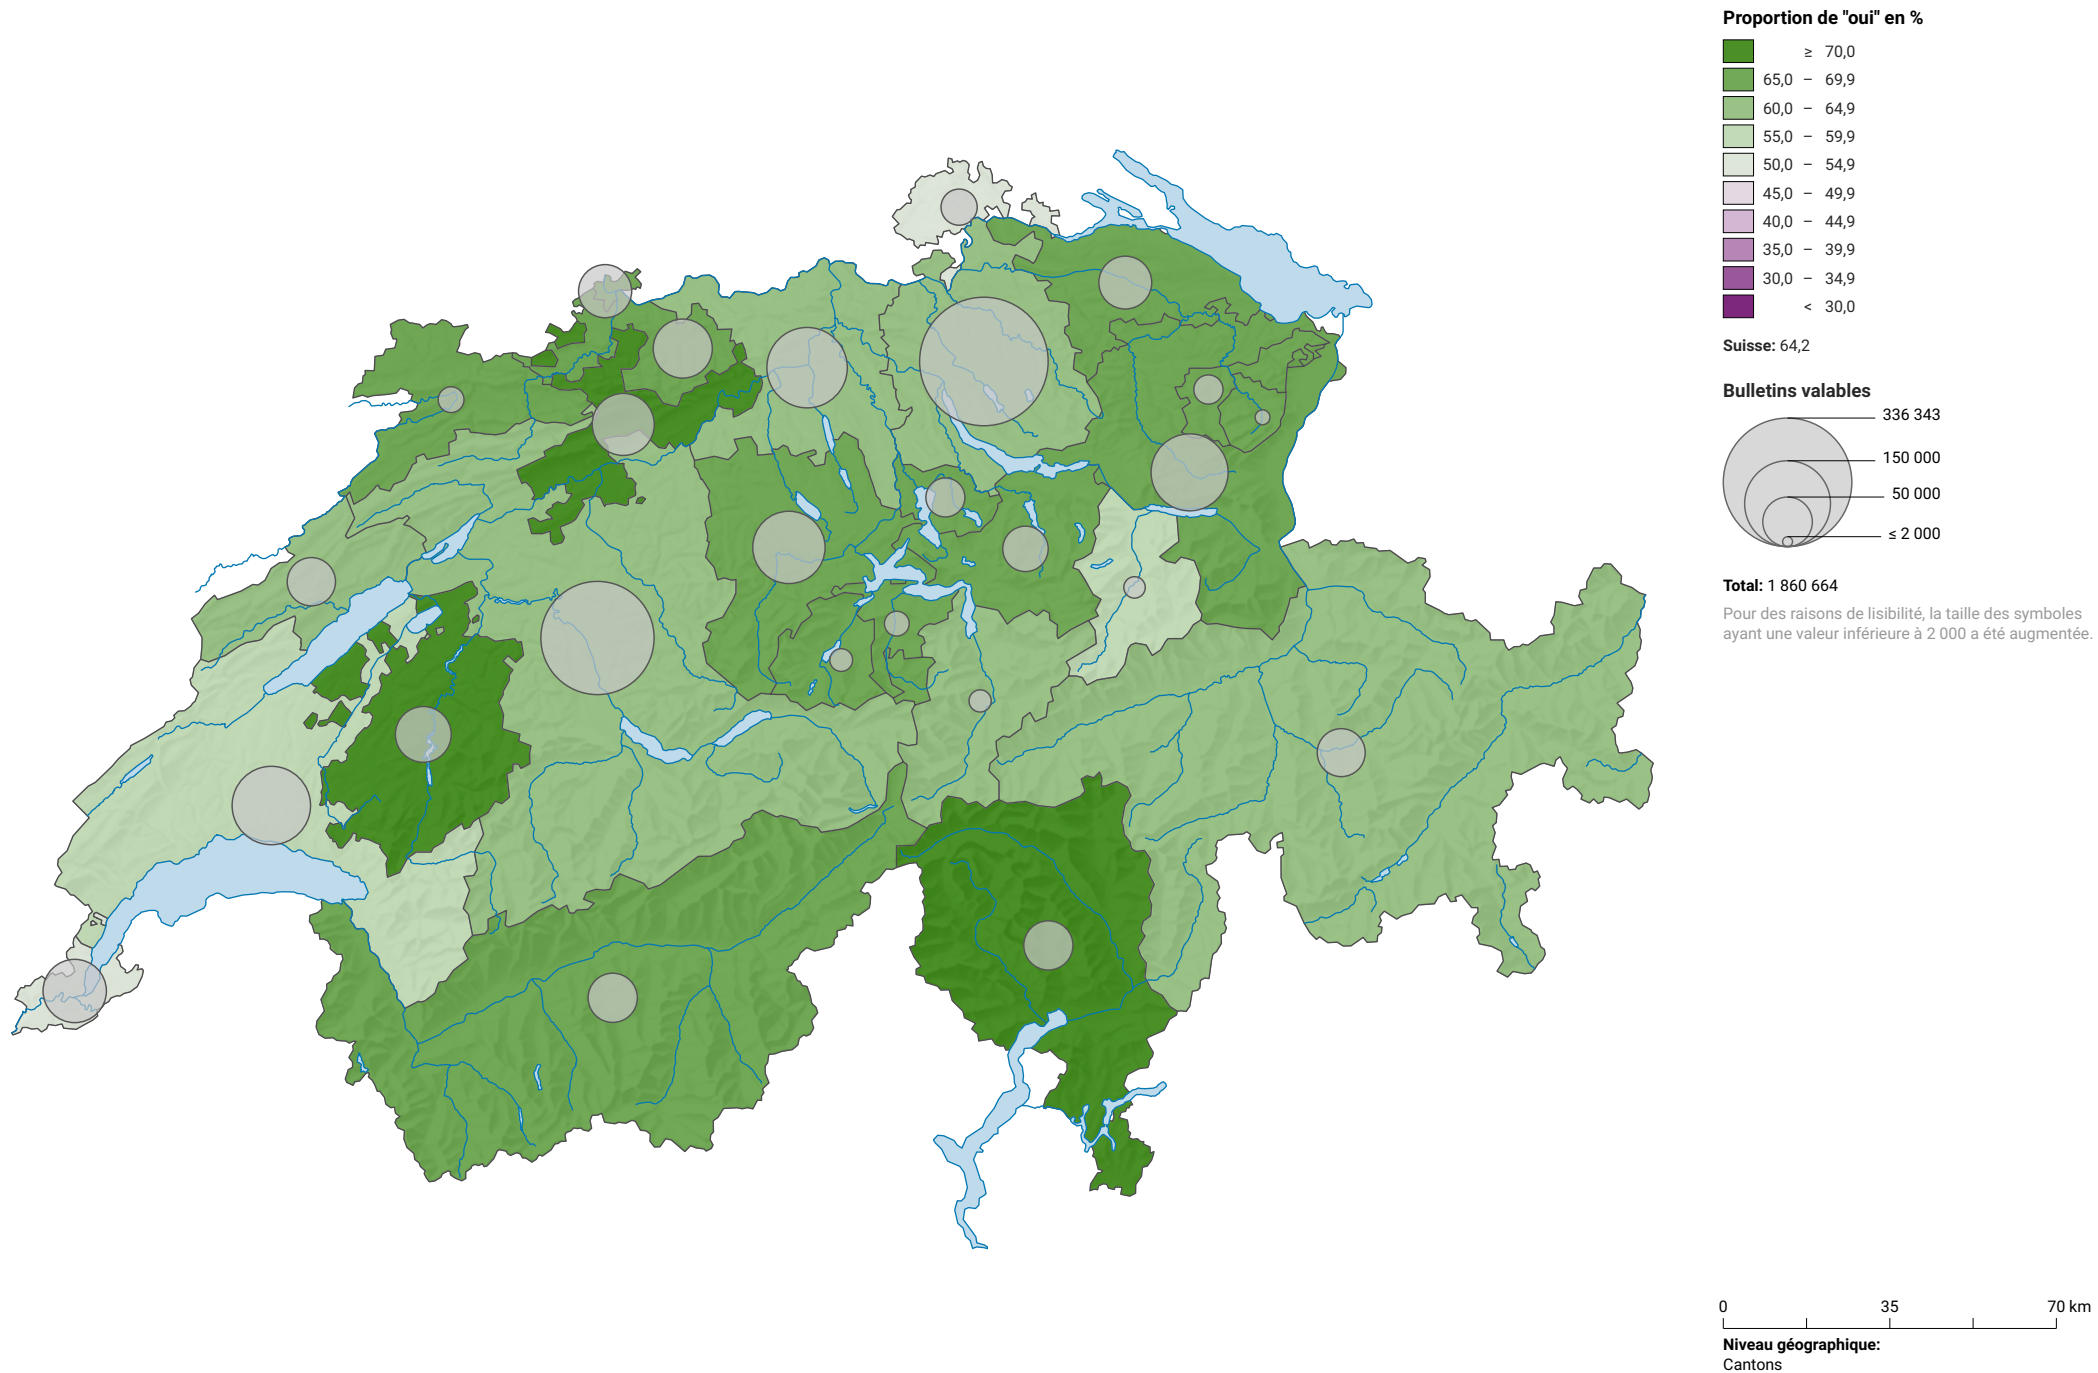 Proportion de "oui" en %
≥ 70,0
65,0 – 69,9
60,0 – 64,9
55,0 – 59,9
50,0 – 54,9
45,0 – 49,9
40,0 – 44,9
35,0 – 39,9
30,0 – 34,9
< 30,0
Suisse: 64,2
Bulletins valables
336 343
150 000
50 000
≤ 2 000
Total: 1 860 664
Pour des raisons de lisibilité, la taille des symboles
ayant une valeur inférieure à 2 000 a été augmentée.
0 35 70 km
Niveau géographique:
Cantons